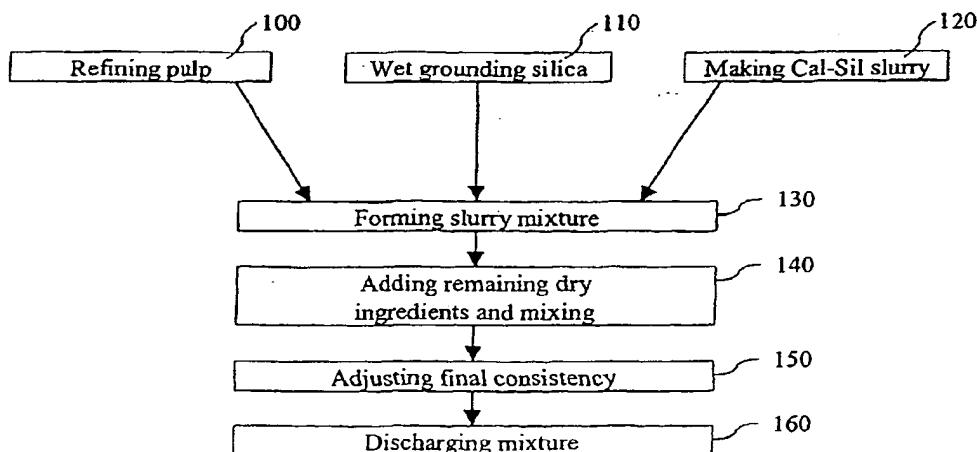 100
110
120
Refining pulp
Wet grounding silica
Making Cal-Sil slurry
Forming slurry mixture
130
140
Adding remaining dry
ingredients and mixing
150
Adjusting final consistency
160
Discharging mixture